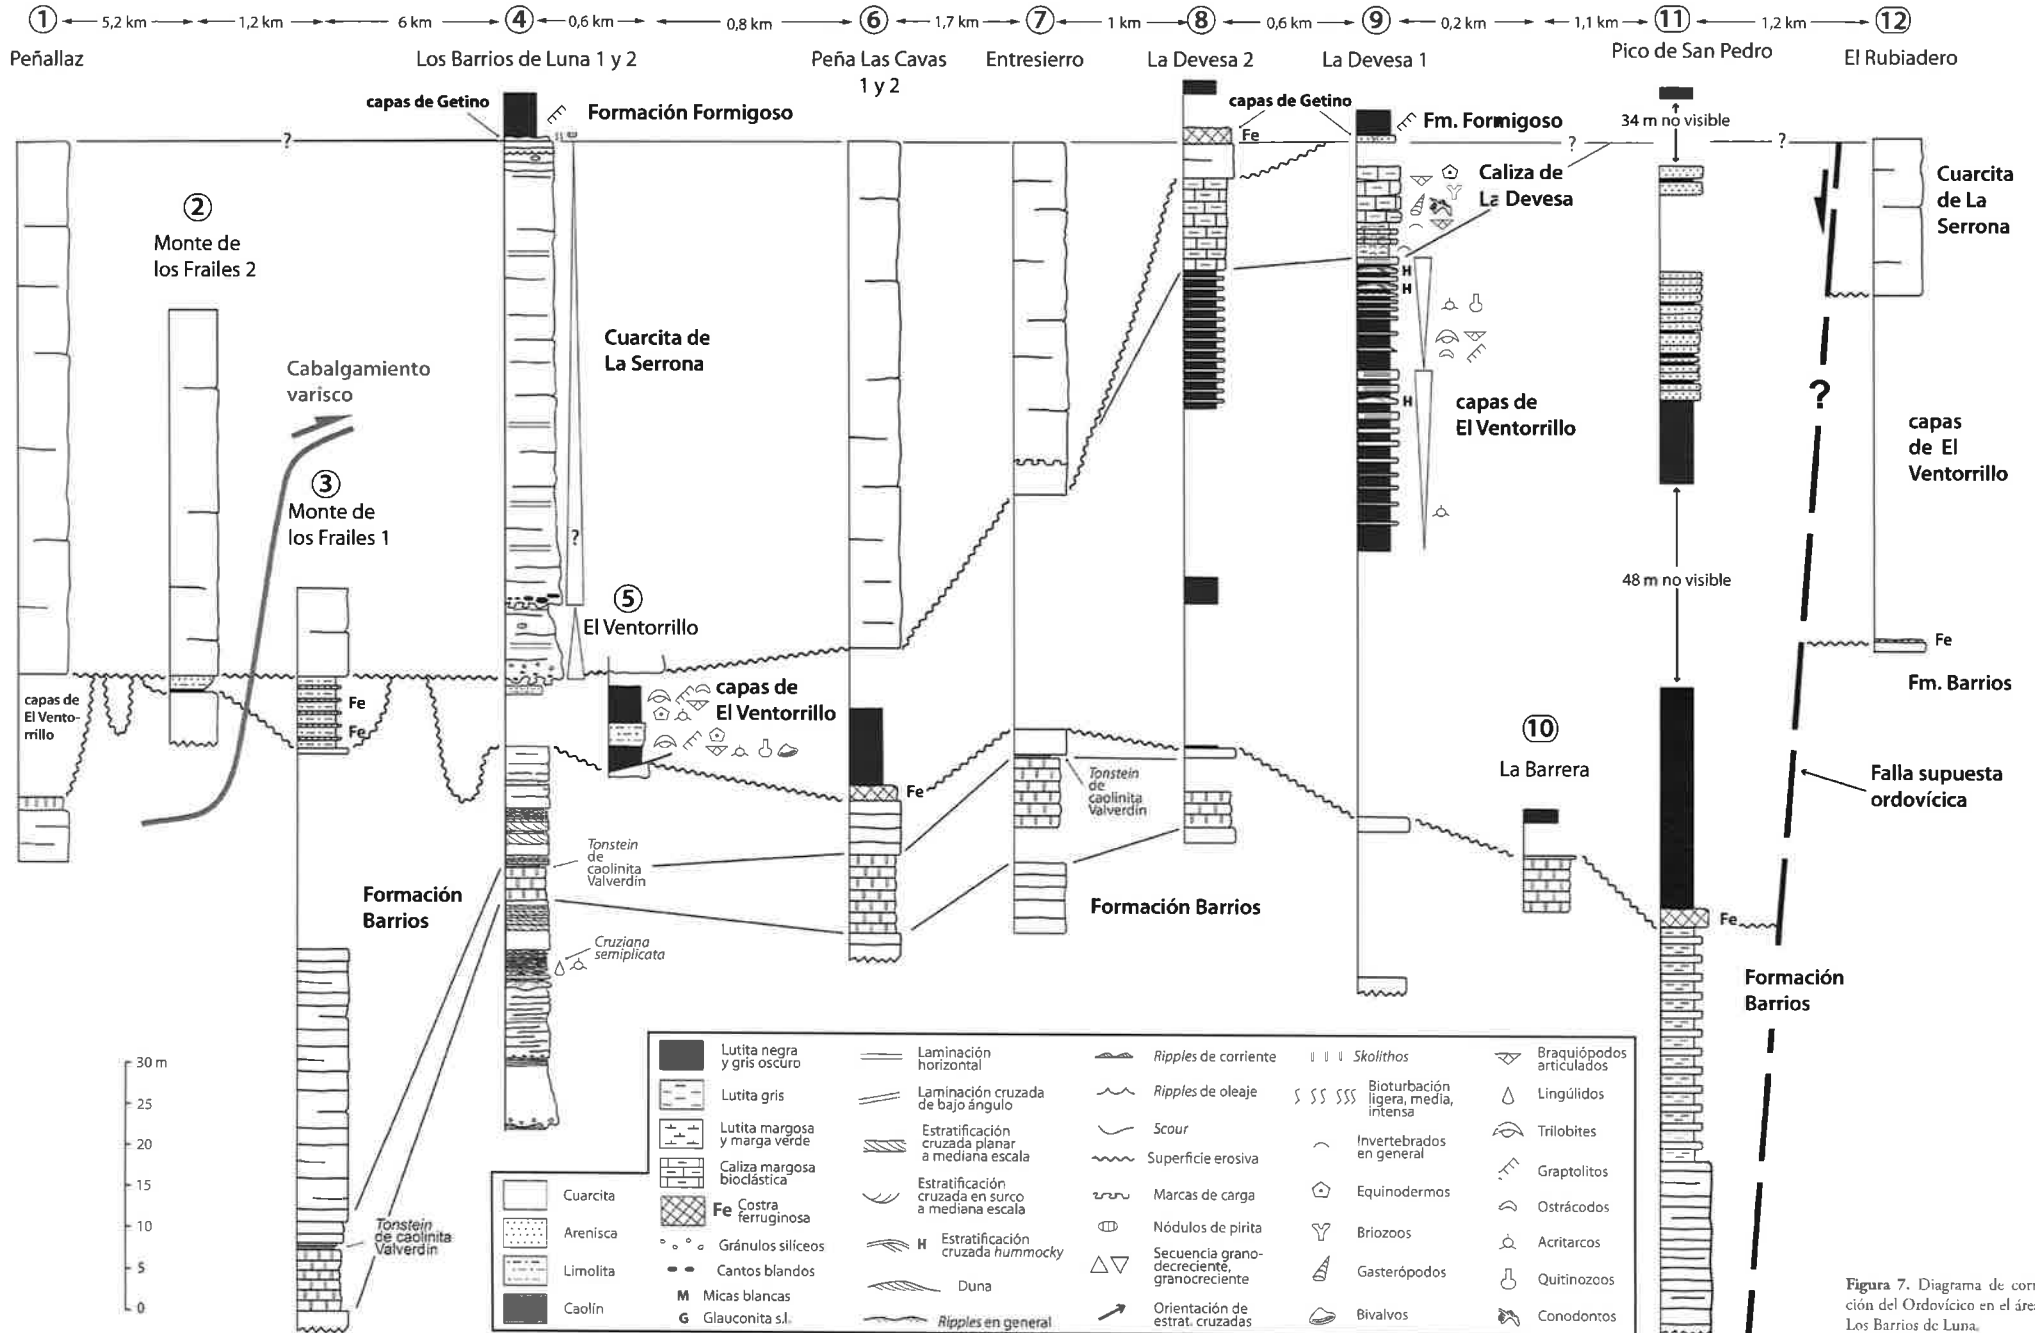 ① 5,2 km 1,2 km 6 km ④ 0,6 km 0,8 km ⑥ 1,7 km ⑦ 1 km ⑧ 0,6 km ⑨ 0,2 km 1,1 km ⑪ 1,2 km ⑫
Peñallaz
Los Barrios de Luna 1 y 2
Peña Las Cavas
1 y 2
Entresierro
La Devesa 2
La Devesa 1
Pico de San Pedro
El Rubiadero
capas de Getino
Formación Formigoso
capas de Getino
Fe
Fm. Formigoso
34 m no visible
?
?
?
②
Monte de
los Frailes 2
Caliza de
La Devesa
Cuarcita
de La
Serrona
H
H
Cuarcita de
La Serrona
Cabalgamiento
varisco
?
H
capas de
El Ventorrillo
capas
de El
Ventorrillo
③
Monte de
los Frailes 1
?
48 m no visible
⑤
El Ventorrillo
Fe
capas de
El Vento-
rrillo
Fe
Fe
capas de
El Ventorrillo
Fm. Barrios
⑩
La Barrera
Fe
Tonstein
de
caolinita
Valverdín
Falla supuesta
ordovícica
Tonstein
de
caolinita
Valverdín
Formación
Barrios
Formación Barrios
Fe
Cruziana
semiplicata
Formación
Barrios
30 m
25
20
15
10
5
0
Tonstein
de caolinita
Valverdín
Cuarcita
Arenisca
Limolita
Caolín
Lutita negra
y gris oscuro
Lutita gris
Lutita margosa
y marga verde
Caliza margosa
bioclástica
Fe Costra
ferruginosa
Gránulos silíceos
Cantos blandos
M Micas blancas
G Glauconita s.l.
Laminación
horizontal
Laminación cruzada
de bajo ángulo
Estratificación
cruzada planar
a mediana escala
Estratificación
cruzada en surco
a mediana escala
H Estratificación
cruzada hummocky
Duna
Ripples en general
Ripples de corriente
Ripples de oleaje
Scour
Superficie erosiva
Marcas de carga
Nódulos de pirita
Secuencia grano-
decreciente,
granocreciente
Orientación de
estrat. cruzadas
Skolithos
Bioturbación
ligera, media,
intensa
Invertebrados
en general
Equinodermos
Briozoos
Gasterópodos
Bivalvos
Braquiópodos
articulados
Lingúlidos
Trilobites
Graptolitos
Ostrácodos
Acritarcos
Quitinozoos
Conodontos
Figura 7. Diagrama de corr
ción del Ordovícico en el áre
Los Barrios de Luna.